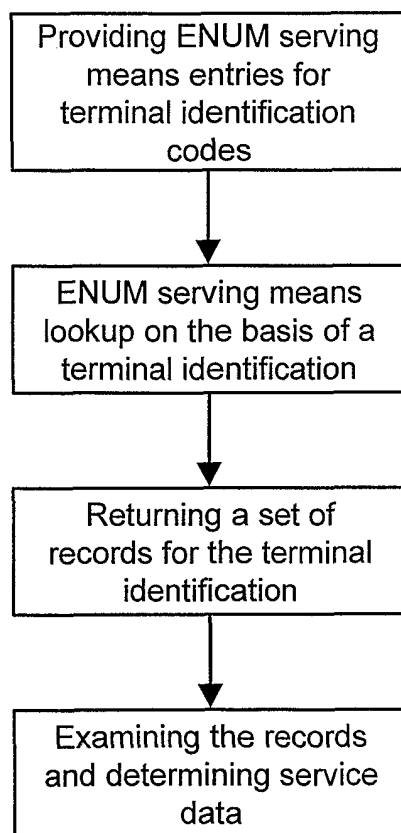 Providing ENUM serving
means entries for
terminal identification
codes
ENUM serving means
lookup on the basis of a
terminal identification
Returning a set of
records for the terminal
identification
Examining the records
and determining service
data